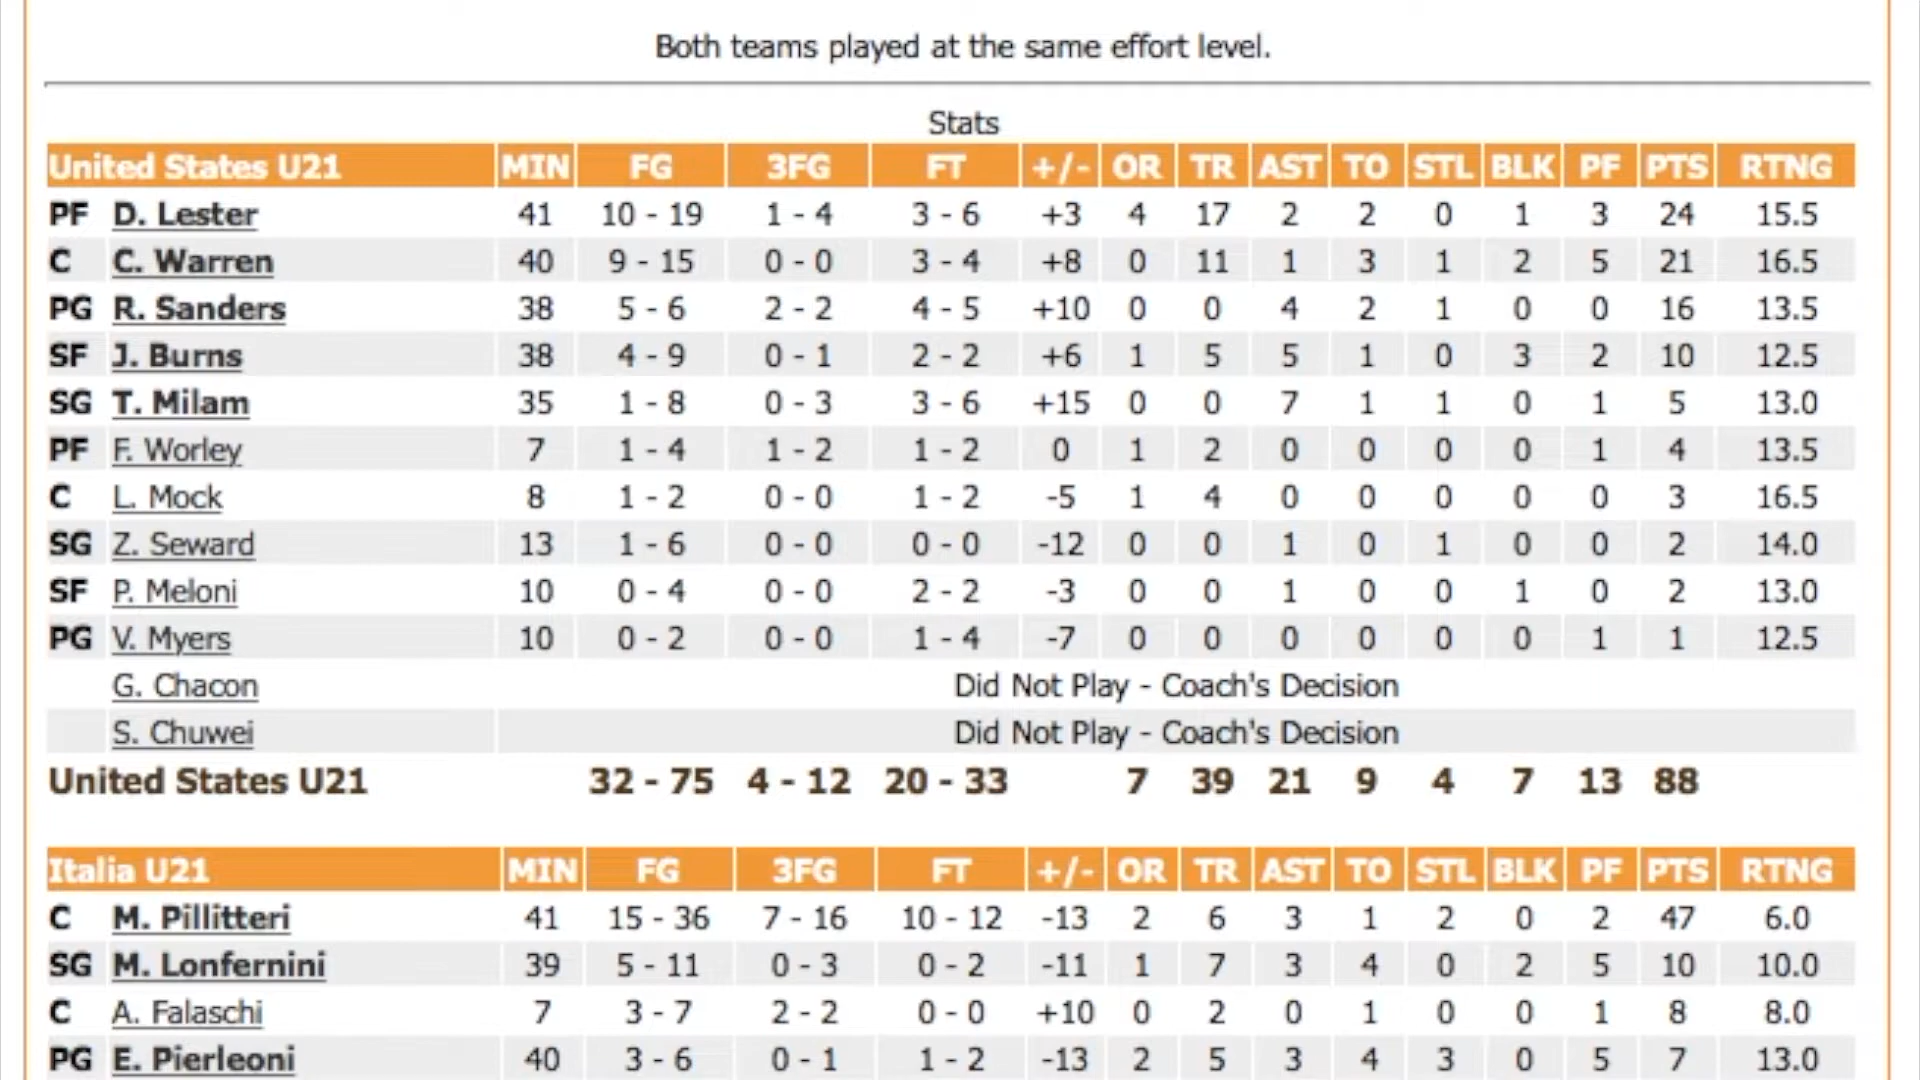 Both teams played at the same effort level.
Stats
United States U21 MIN FG 3FG FT +/- OR TR AST TO STL BLK PF PTS RTNG
PF D. Lester 41 10 - 19 1 - 4 3 - 6 +3 4 17 2 2 0 1 3 24 15.5
C C. Warren 40 9 - 15 0 - 0 3 - 4 +8 0 11 1 3 1 2 5 21 16.5
PG R. Sanders 38 5 - 6 2 - 2 4 - 5 +10 0 0 4 2 1 0 0 16 13.5
SF J. Burns 38 4 - 9 0 - 1 2 - 2 +6 1 5 5 1 0 3 2 10 12.5
SG T. Milam 35 1 - 8 0 - 3 3 - 6 +15 0 0 7 1 1 0 1 5 13.0
PF F. Worley 7 1 - 4 1 - 2 1 - 2 0 1 2 0 0 0 0 1 4 13.5
C L. Mock 8 1 - 2 0 - 0 1 - 2 -5 1 4 0 0 0 0 0 3 16.5
SG Z. Seward 13 1 - 6 0 - 0 0 - 0 -12 0 0 1 0 1 0 0 2 14.0
SF P. Meloni 10 0 - 4 0 - 0 2 - 2 -3 0 0 1 0 0 1 0 2 13.0
PG V. Myers 10 0 - 2 0 - 0 1 - 4 -7 0 0 0 0 0 0 1 1 12.5
G. Chacon Did Not Play - Coach's Decision
S. Chuwei Did Not Play - Coach's Decision
United States U21 32 - 75 4 - 12 20 - 33 7 39 21 9 4 7 13 88
Italia U21 MIN FG 3FG FT +/- OR TR AST TO STL BLK PF PTS RTNG
C M. Pillitteri 41 15 - 36 7 - 16 10 - 12 -13 2 6 3 1 2 0 2 47 6.0
SG M. Lonfernini 39 5 - 11 0 - 3 0 - 2 -11 1 7 3 4 0 2 5 10 10.0
C A. Falaschi 7 3 - 7 2 - 2 0 - 0 +10 0 2 0 1 0 0 1 8 8.0
PG E. Pierleoni 40 3 - 6 0 - 1 1 - 2 -13 2 5 3 4 3 0 5 7 13.0